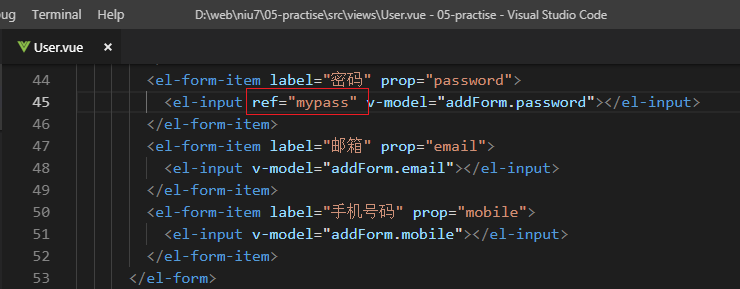 bug Terminal Help D:\web\niu7\05-practise\src\views\User.vue - 05-practise - Visual Studio Code
User.vue ×
44 <el-form-item label="密码" prop="password">
45 <el-input ref="mypass" v-model="addForm.password"></el-input>
46 </el-form-item>
47 <el-form-item label="邮箱" prop="email">
48 <el-input v-model="addForm.email"></el-input>
49 </el-form-item>
50 <el-form-item label="手机号码" prop="mobile">
51 <el-input v-model="addForm.mobile"></el-input>
52 </el-form-item>
53 </el-form>